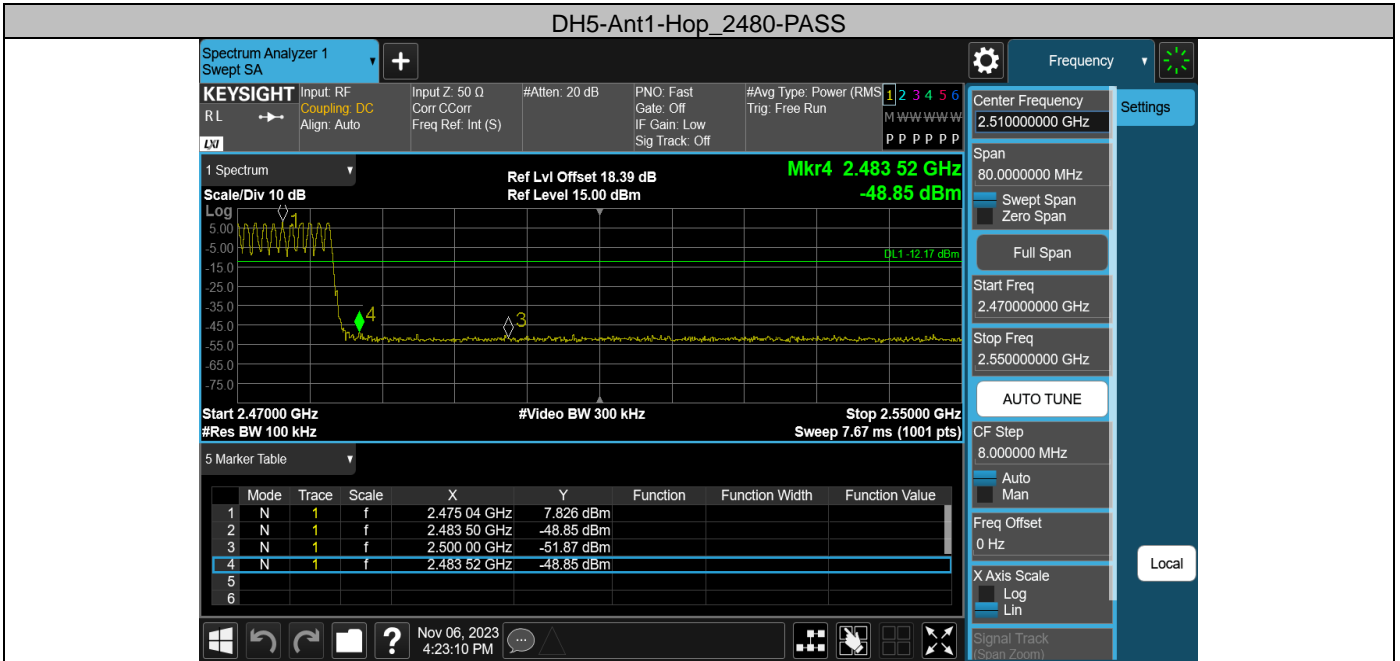 DH5-Ant1-Hop_2480-PASS
Spectrum Analyzer 1
Swept SA
Frequency
KEYSIGHT
RL
LXI
Input: RF
Coupling: DC
Align: Auto
Input Z: 50 Ω
Corr CCorr
Freq Ref: Int (S)
#Atten: 20 dB
PNO: Fast
Gate: Off
IF Gain: Low
Sig Track: Off
#Avg Type: Power (RMS
Trig: Free Run
1 2 3 4 5 6
M W W W W W
P P P P P P
1 Spectrum
Scale/Div 10 dB
Ref Lvl Offset 18.39 dB
Ref Level 15.00 dBm
Mkr4 2.483 52 GHz
-48.85 dBm
Log
5.00
-5.00
-15.0
-25.0
-35.0
-45.0
-55.0
-65.0
-75.0
1
4
3
DL1 -12.17 dBm
Start 2.47000 GHz
#Video BW 300 kHz
Stop 2.55000 GHz
#Res BW 100 kHz
Sweep 7.67 ms (1001 pts)
5 Marker Table
Mode Trace Scale X Y Function Function Width Function Value
1 N 1 f 2.475 04 GHz 7.826 dBm
2 N 1 f 2.483 50 GHz -48.85 dBm
3 N 1 f 2.500 00 GHz -51.87 dBm
4 N 1 f 2.483 52 GHz -48.85 dBm
5
6
Nov 06, 2023
4:23:10 PM
Center Frequency
2.510000000 GHz
Settings
Span
80.0000000 MHz
Swept Span
Zero Span
Full Span
Start Freq
2.470000000 GHz
Stop Freq
2.550000000 GHz
AUTO TUNE
CF Step
8.000000 MHz
Auto
Man
Freq Offset
0 Hz
X Axis Scale
Log
Lin
Signal Track
(Span Zoom)
Local